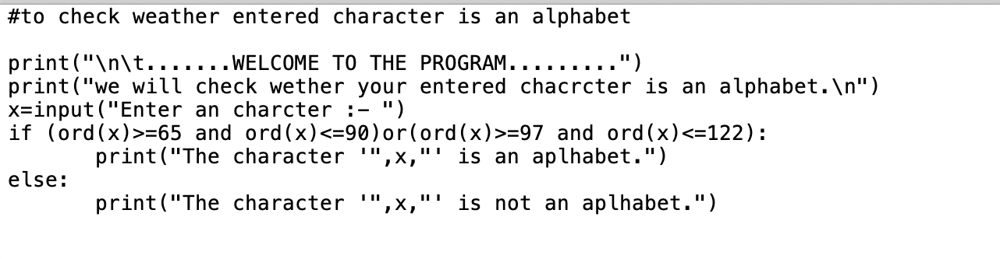 #to check weather entered character is an alphabet
print("\n\t.......WELCOME TO THE PROGRAM.........")
print("we will check wether your entered chacrcter is an alphabet.\n")
x=input("Enter an charcter :- ")
if (ord(x)>=65 and ord(x)<=90)or(ord(x)>=97 and ord(x)<=122):
print("The character '",x,"' is an aplhabet.")
else:
print("The character '",x,"' is not an aplhabet.")